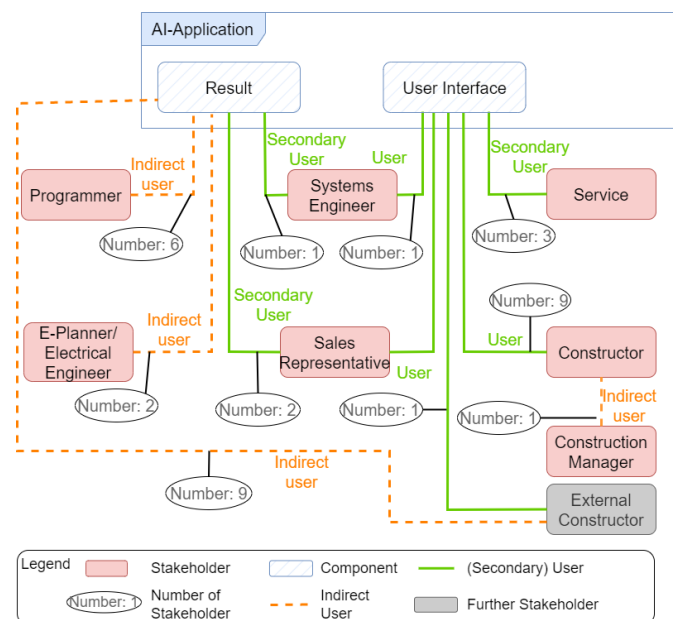 AI-Application
Result
User Interface
Secondary
User
User
Secondary
User
Indirect
user
Programmer
Systems
Engineer
Service
Number: 6
Number: 1
Number: 1
Number: 3
Number: 9
Secondary
User
E-Planner/
Electrical
Engineer
Indirect
user
Sales
Representative
User
User
Constructor
Number: 2
Number: 2
Number: 1
Number: 1
Indirect
user
Construction
Manager
Indirect
user
Number: 9
External
Constructor
Legend
Stakeholder
Component
(Secondary) User
Number: 1
Number of
Stakeholder
Indirect
User
Further Stakeholder